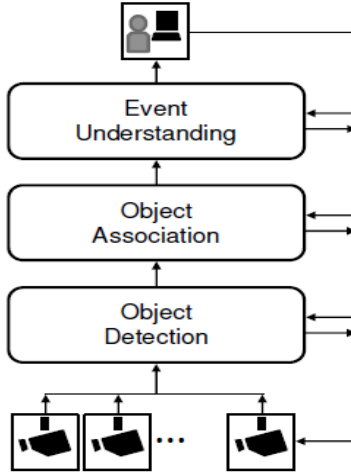 Event
Understanding
Object
Association
Object
Detection
...